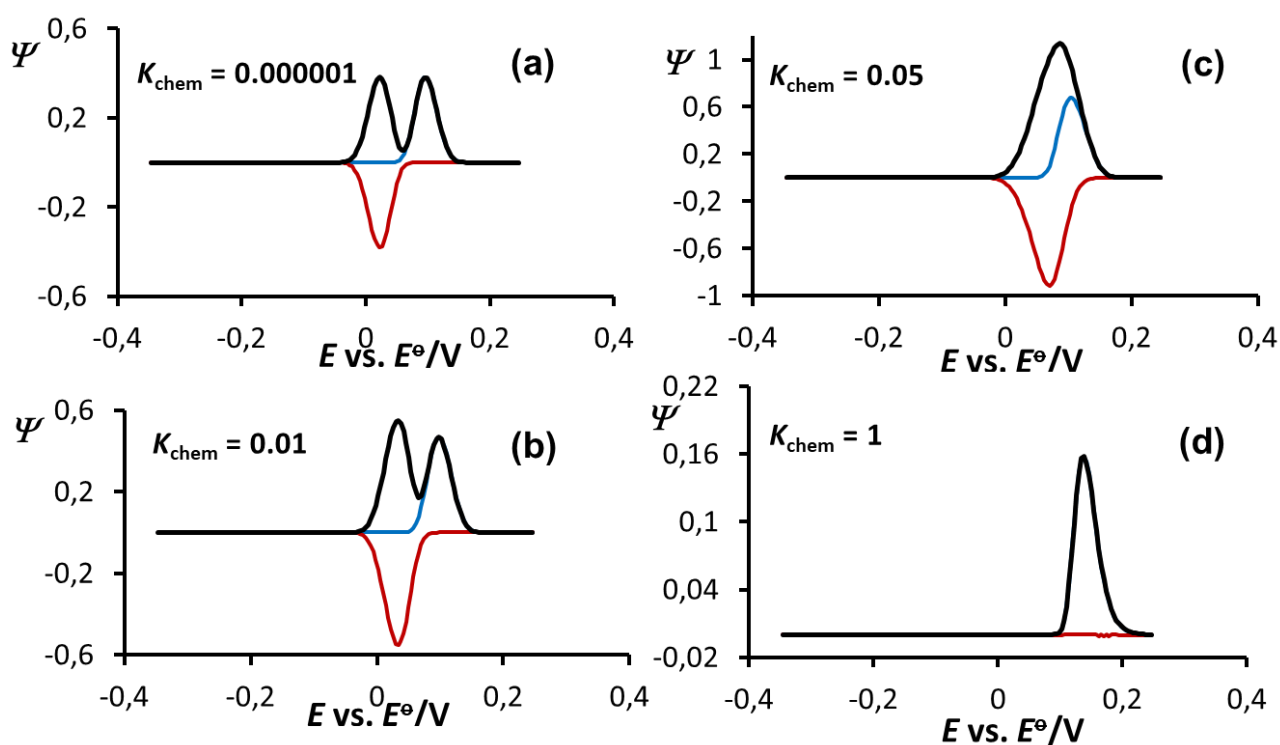 Ψ
0,6
0,2
-0,2
-0,6
K_chem = 0.000001
(a)
-0,4
-0,2
0
0,2
0,4
E vs. E⦵/V
Ψ
1
0,6
0,2
-0,2
-0,6
-1
K_chem = 0.05
(c)
-0,4
-0,2
0
0,2
0,4
E vs. E⦵/V
Ψ
0,6
0,2
-0,2
-0,6
K_chem = 0.01
(b)
-0,4
-0,2
0
0,2
0,4
E vs. E⦵/V
Ψ
0,22
0,16
0,1
0,04
-0,02
K_chem = 1
(d)
-0,4
-0,2
0
0,2
0,4
E vs. E⦵/V